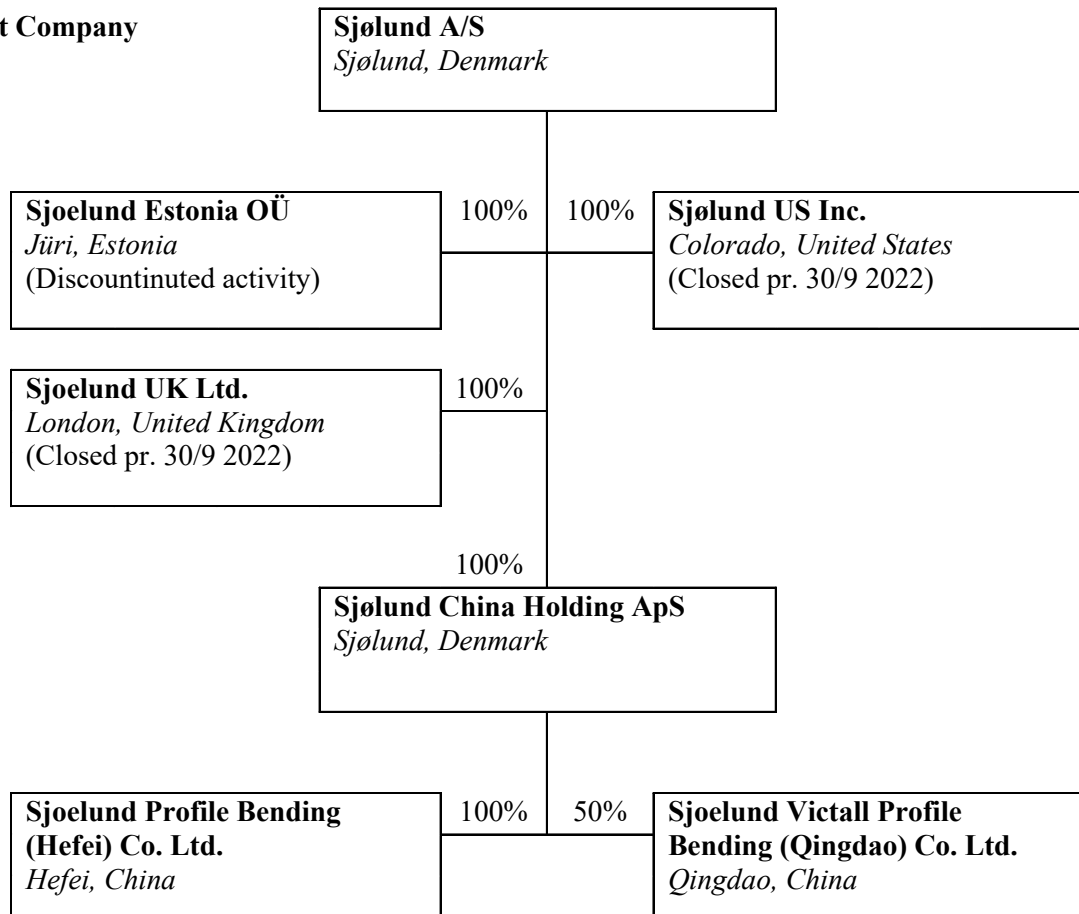 t Company
Sjølund A/S
Sjølund, Denmark
Sjoelund Estonia OÜ
Jüri, Estonia
(Discountinuted activity)
100%
100%
Sjølund US Inc.
Colorado, United States
(Closed pr. 30/9 2022)
Sjoelund UK Ltd.
London, United Kingdom
(Closed pr. 30/9 2022)
100%
100%
Sjølund China Holding ApS
Sjølund, Denmark
Sjoelund Profile Bending
(Hefei) Co. Ltd.
Hefei, China
100%
50%
Sjoelund Victall Profile
Bending (Qingdao) Co. Ltd.
Qingdao, China